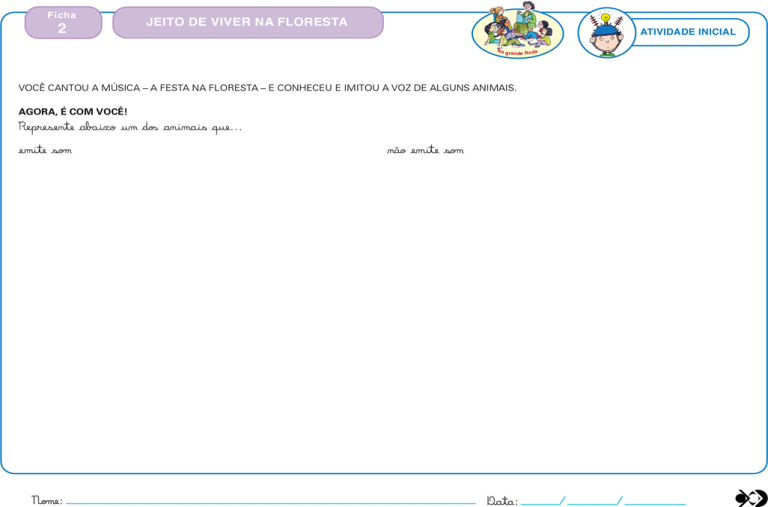 Ficha
2
JEITO DE VIVER NA FLORESTA
Na grande Roda
ATIVIDADE INICIAL
VOCÊ CANTOU A MÚSICA – A FESTA NA FLORESTA – E CONHECEU E IMITOU A VOZ DE ALGUNS ANIMAIS.
AGORA, É COM VOCÊ!
Represente abaixo um dos animais que...
emite som não emite som
Nome: Data: / /